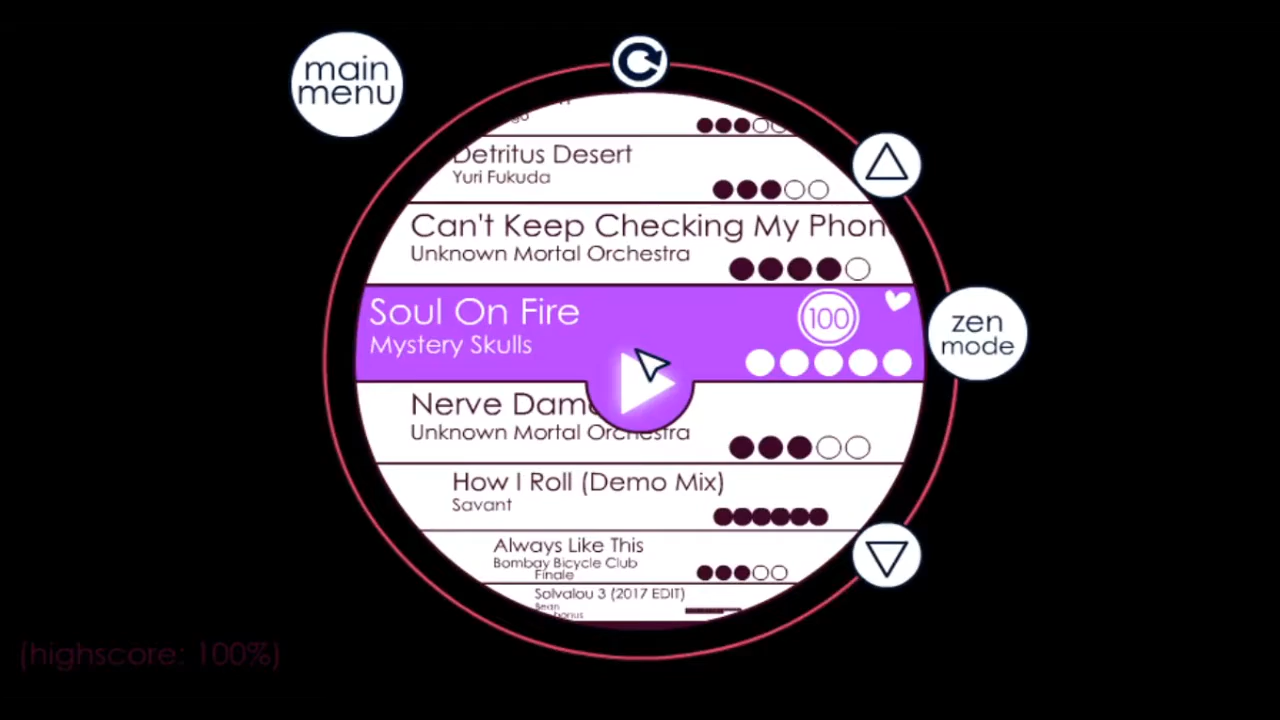 main
menu
Detritus Desert
Yuri Fukuda
Can't Keep Checking My Phon
Unknown Mortal Orchestra
Soul On Fire
Mystery Skulls
100
zen
mode
Nerve Dam
Unknown Mortal Orchestra
How I Roll (Demo Mix)
Savant
Always Like This
Bombay Bicycle Club
Finale
Solvalou 3 (2017 EDIT)
Bean
(highscore: 100%)